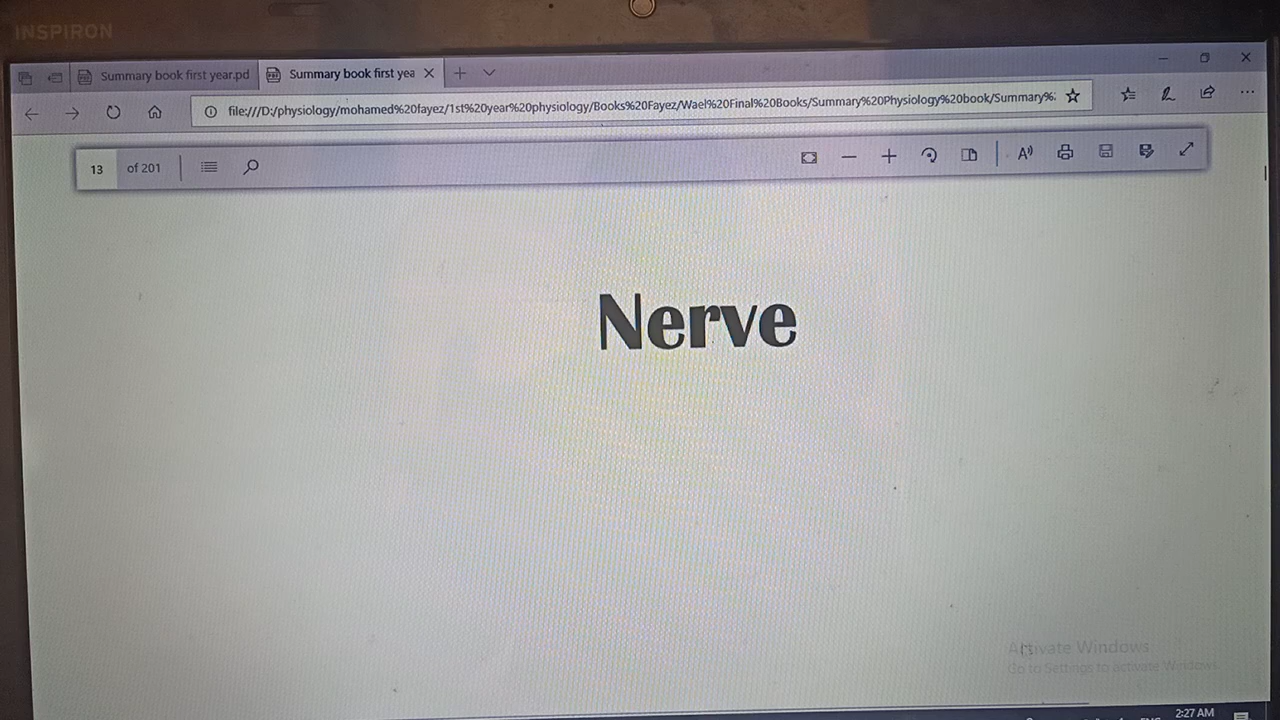 INSPIRON
Summary book first year.pd
Summary book first yea
file:///D:/physiology/mohamed%20fayez/1st%20year%20physiology/Books%20Fayez/Wael%20Final%20Books/Summary%20Physiology%20book/Summary%
13 of 201
Nerve
Activate Windows
Go to Settings to activate Windows.
2:27 AM